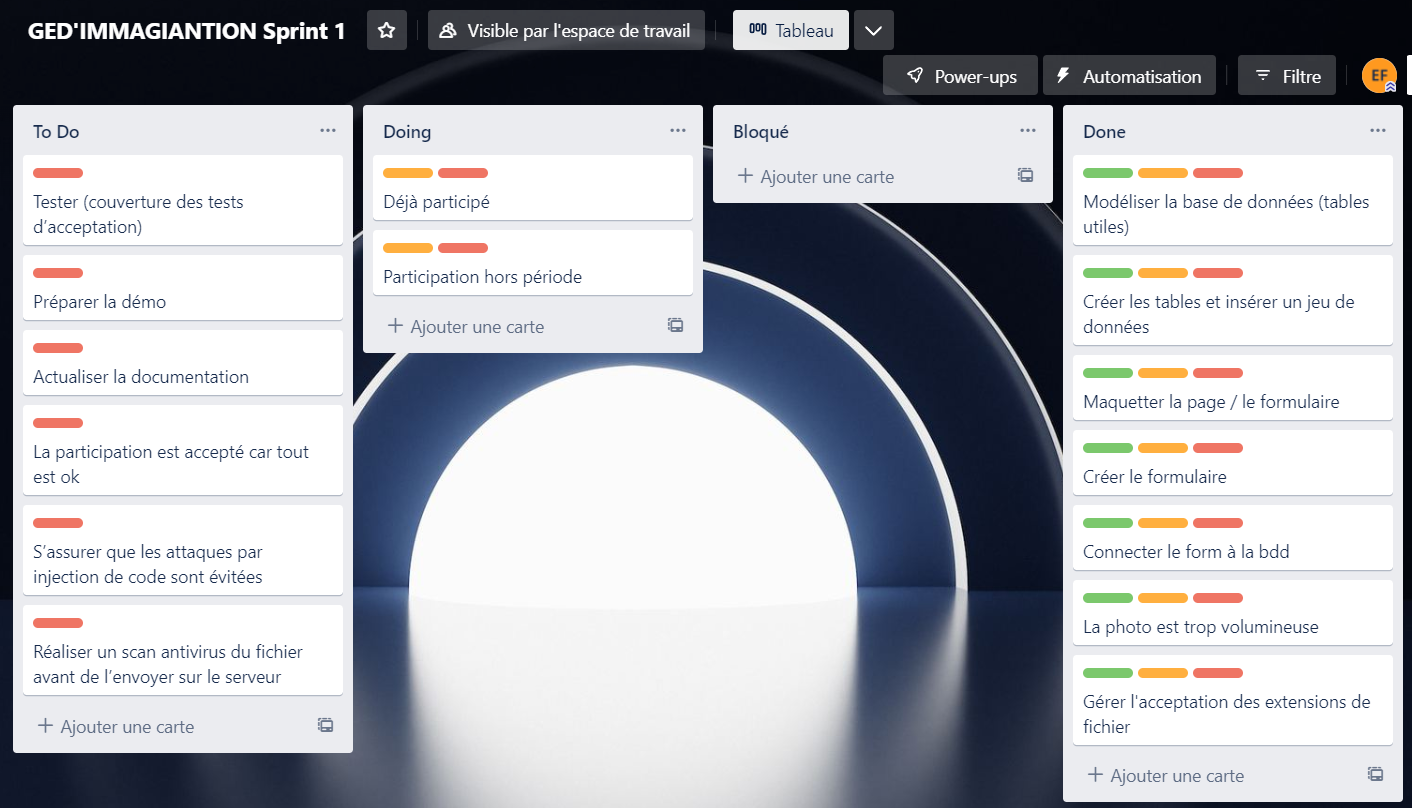 GED'IMMAGIANTION Sprint 1
Visible par l'espace de travail
Tableau
Power-ups
Automatisation
Filtre
EF
To Do
Tester (couverture des tests
d’acceptation)
Préparer la démo
Actualiser la documentation
La participation est accepté car tout
est ok
S’assurer que les attaques par
injection de code sont évitées
Réaliser un scan antivirus du fichier
avant de l’envoyer sur le serveur
+ Ajouter une carte
Doing
Déjà participé
Participation hors période
+ Ajouter une carte
Bloqué
+ Ajouter une carte
Done
Modéliser la base de données (tables
utiles)
Créer les tables et insérer un jeu de
données
Maquetter la page / le formulaire
Créer le formulaire
Connecter le form à la bdd
La photo est trop volumineuse
Gérer l'acceptation des extensions de
fichier
+ Ajouter une carte